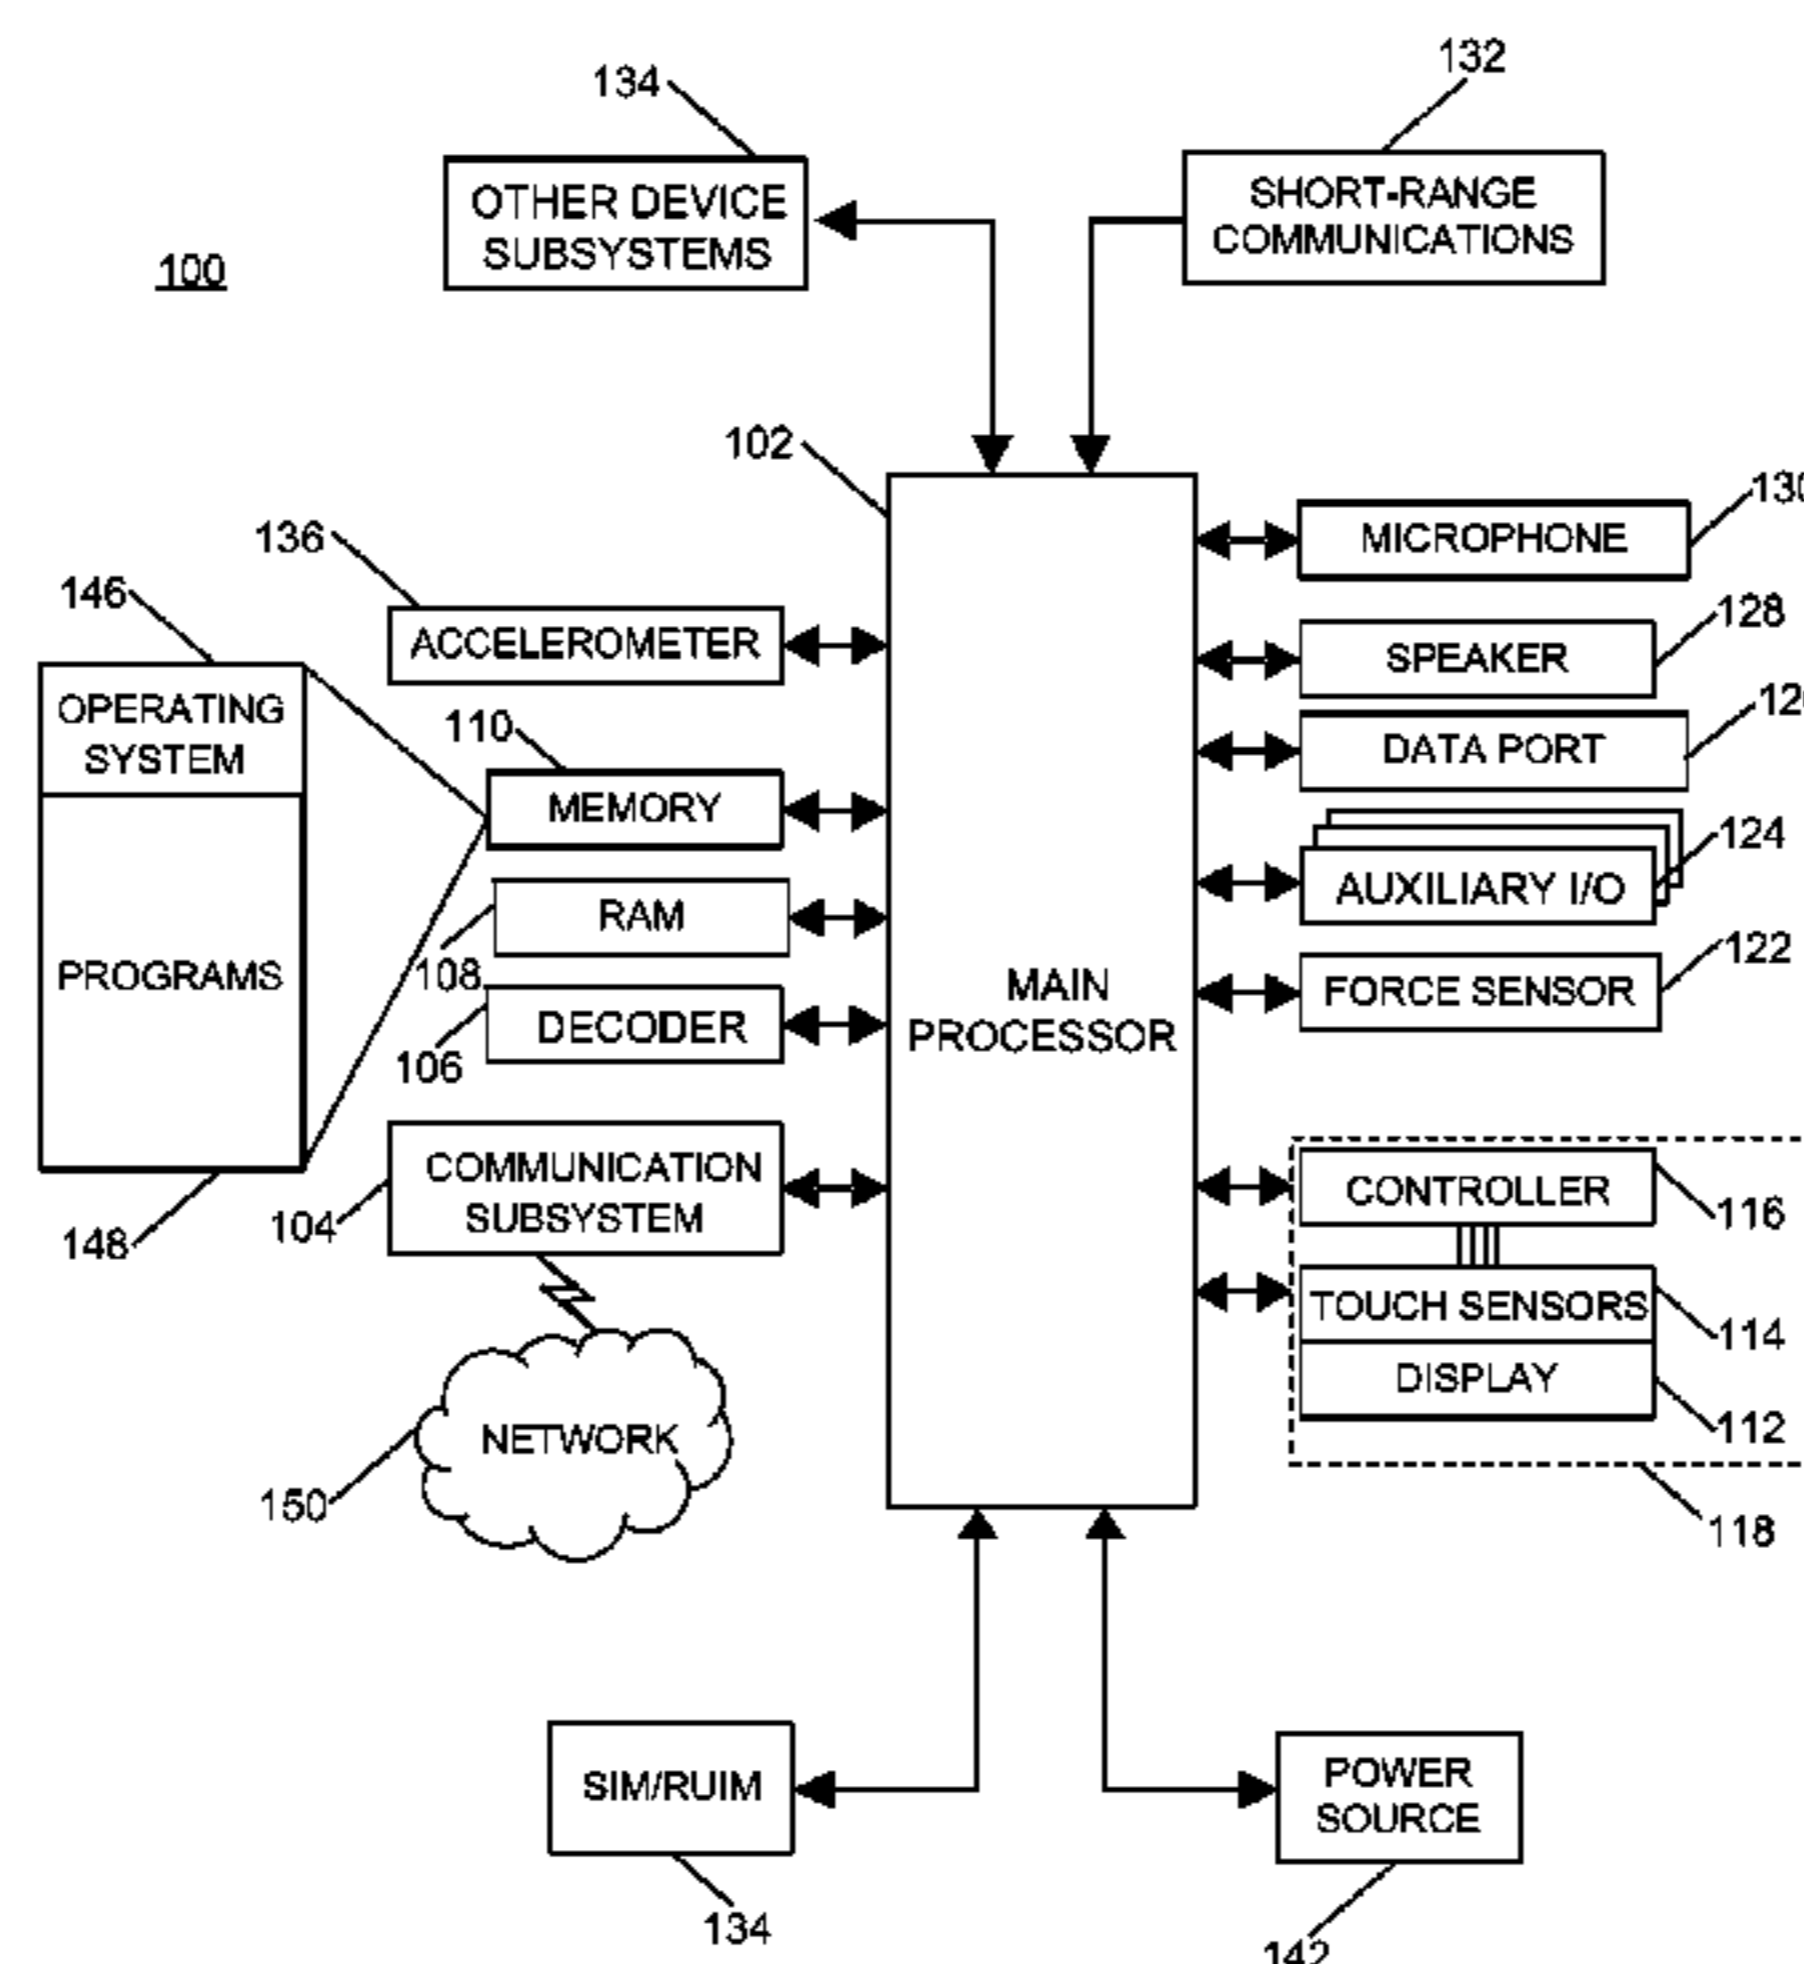 134
132
OTHER DEVICE
SUBSYSTEMS
SHORT-RANGE
COMMUNICATIONS
100
102
130
136
MICROPHONE
146
ACCELEROMETER
128
SPEAKER
OPERATING
SYSTEM
110
DATA PORT
MEMORY
124
AUXILIARY I/O
RAM
122
108
PROGRAMS
FORCE SENSOR
MAIN
PROCESSOR
DECODER
106
COMMUNICATION
SUBSYSTEM
104
148
CONTROLLER
116
TOUCH SENSORS
114
DISPLAY
112
NETWORK
150
118
SIM/RUIM
POWER
SOURCE
134
142